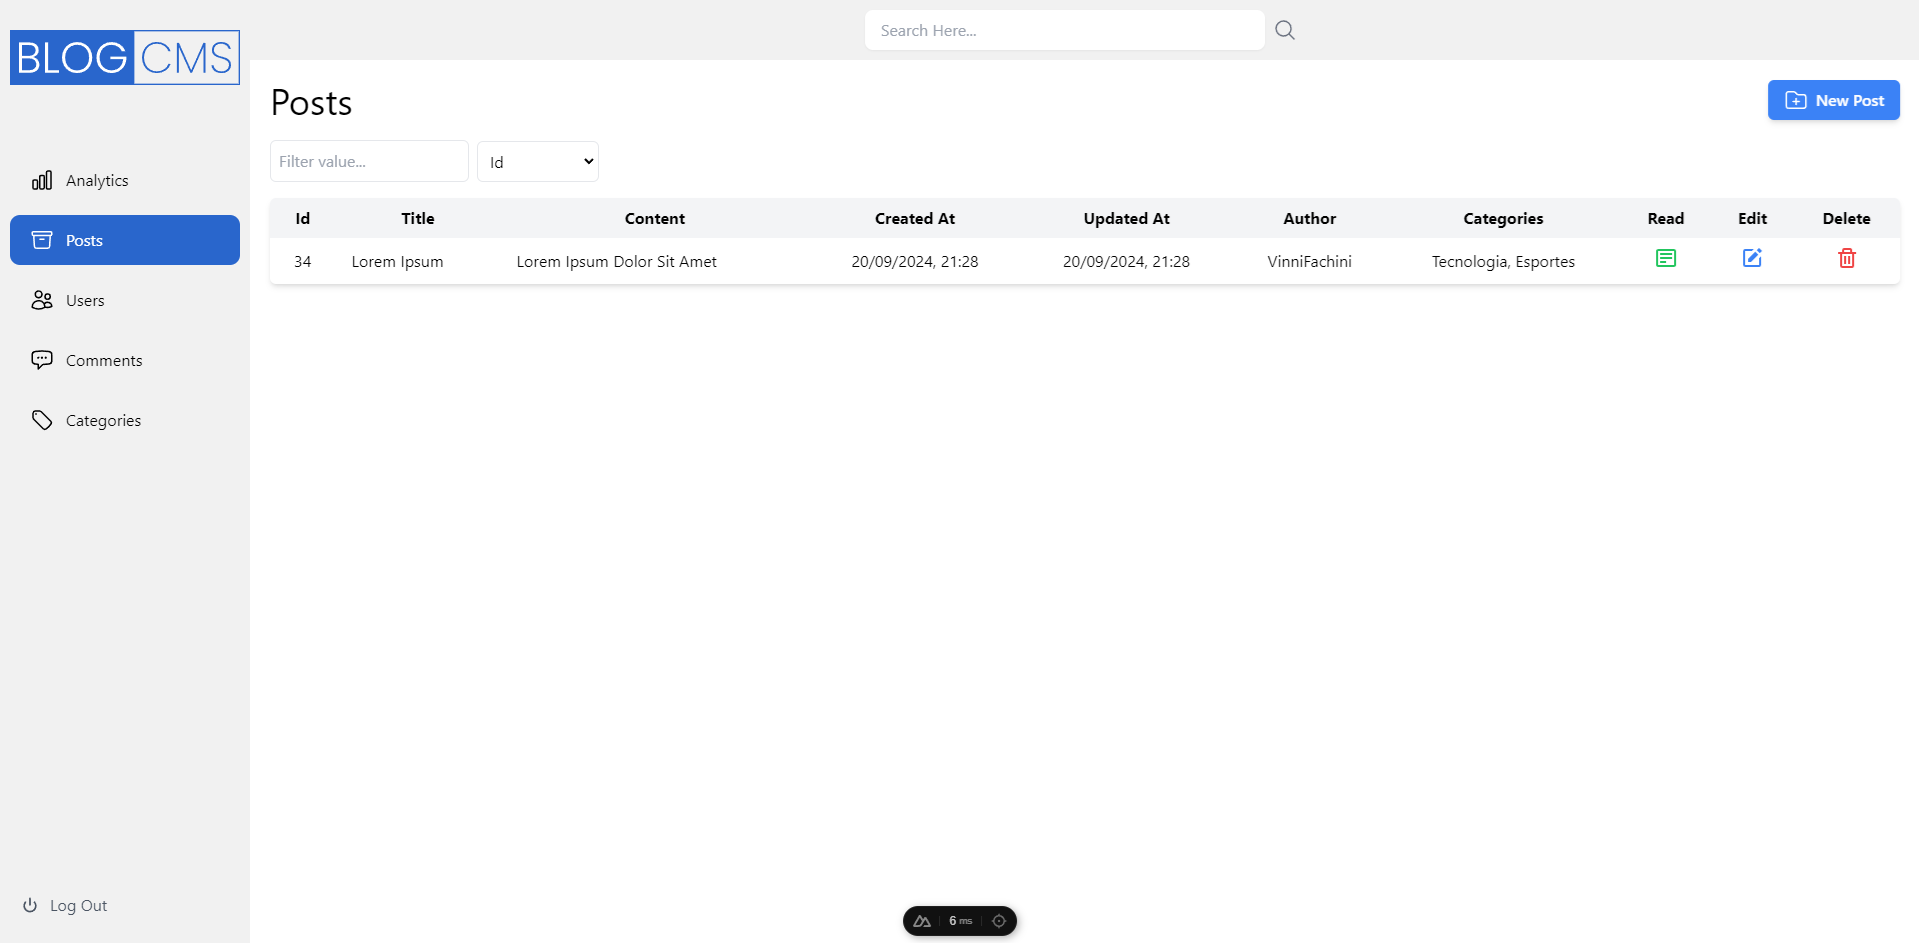 BLOG CMS
Search Here...
Analytics
Posts
Users
Comments
Categories
Log Out
Posts
New Post
Filter value...
Id
Id Title Content Created At Updated At Author Categories Read Edit Delete
34 Lorem Ipsum Lorem Ipsum Dolor Sit Amet 20/09/2024, 21:28 20/09/2024, 21:28 VinniFachini Tecnologia, Esportes
6 ms